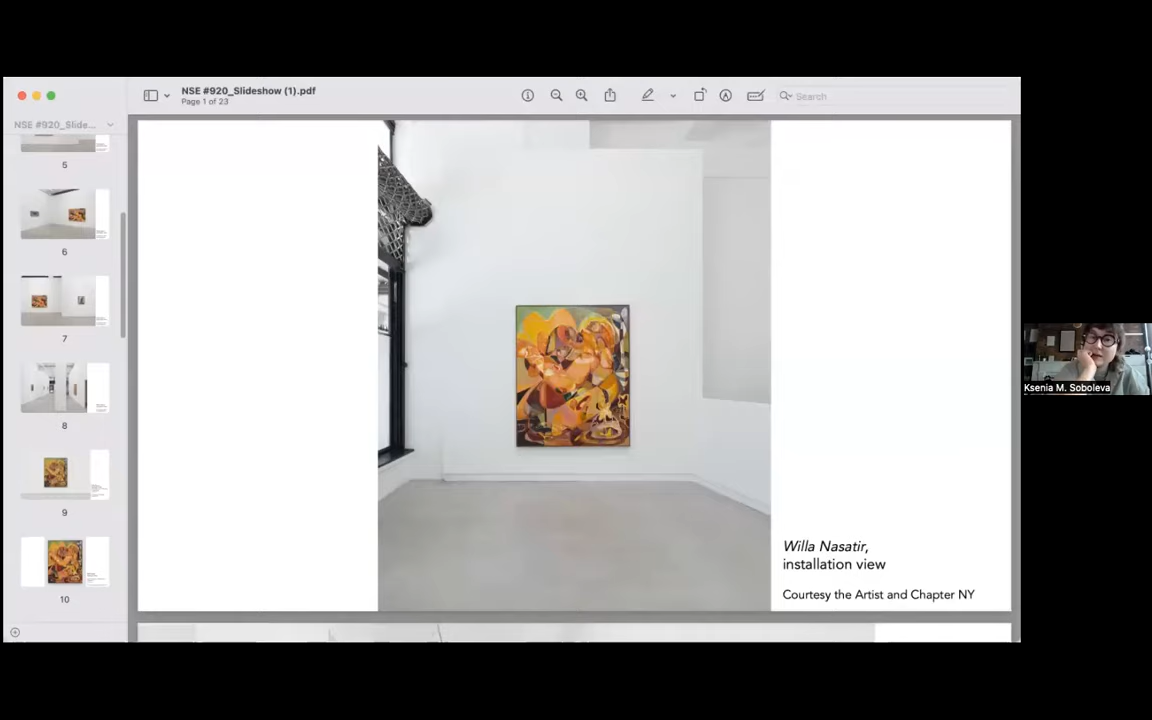 NSE #920_Slideshow (1).pdf
Page 1 of 23
Search
NSE #920_Slide...
5
6
7
8
9
10
Willa Nasatir,
installation view
Courtesy the Artist and Chapter NY
Ksenia M. Soboleva